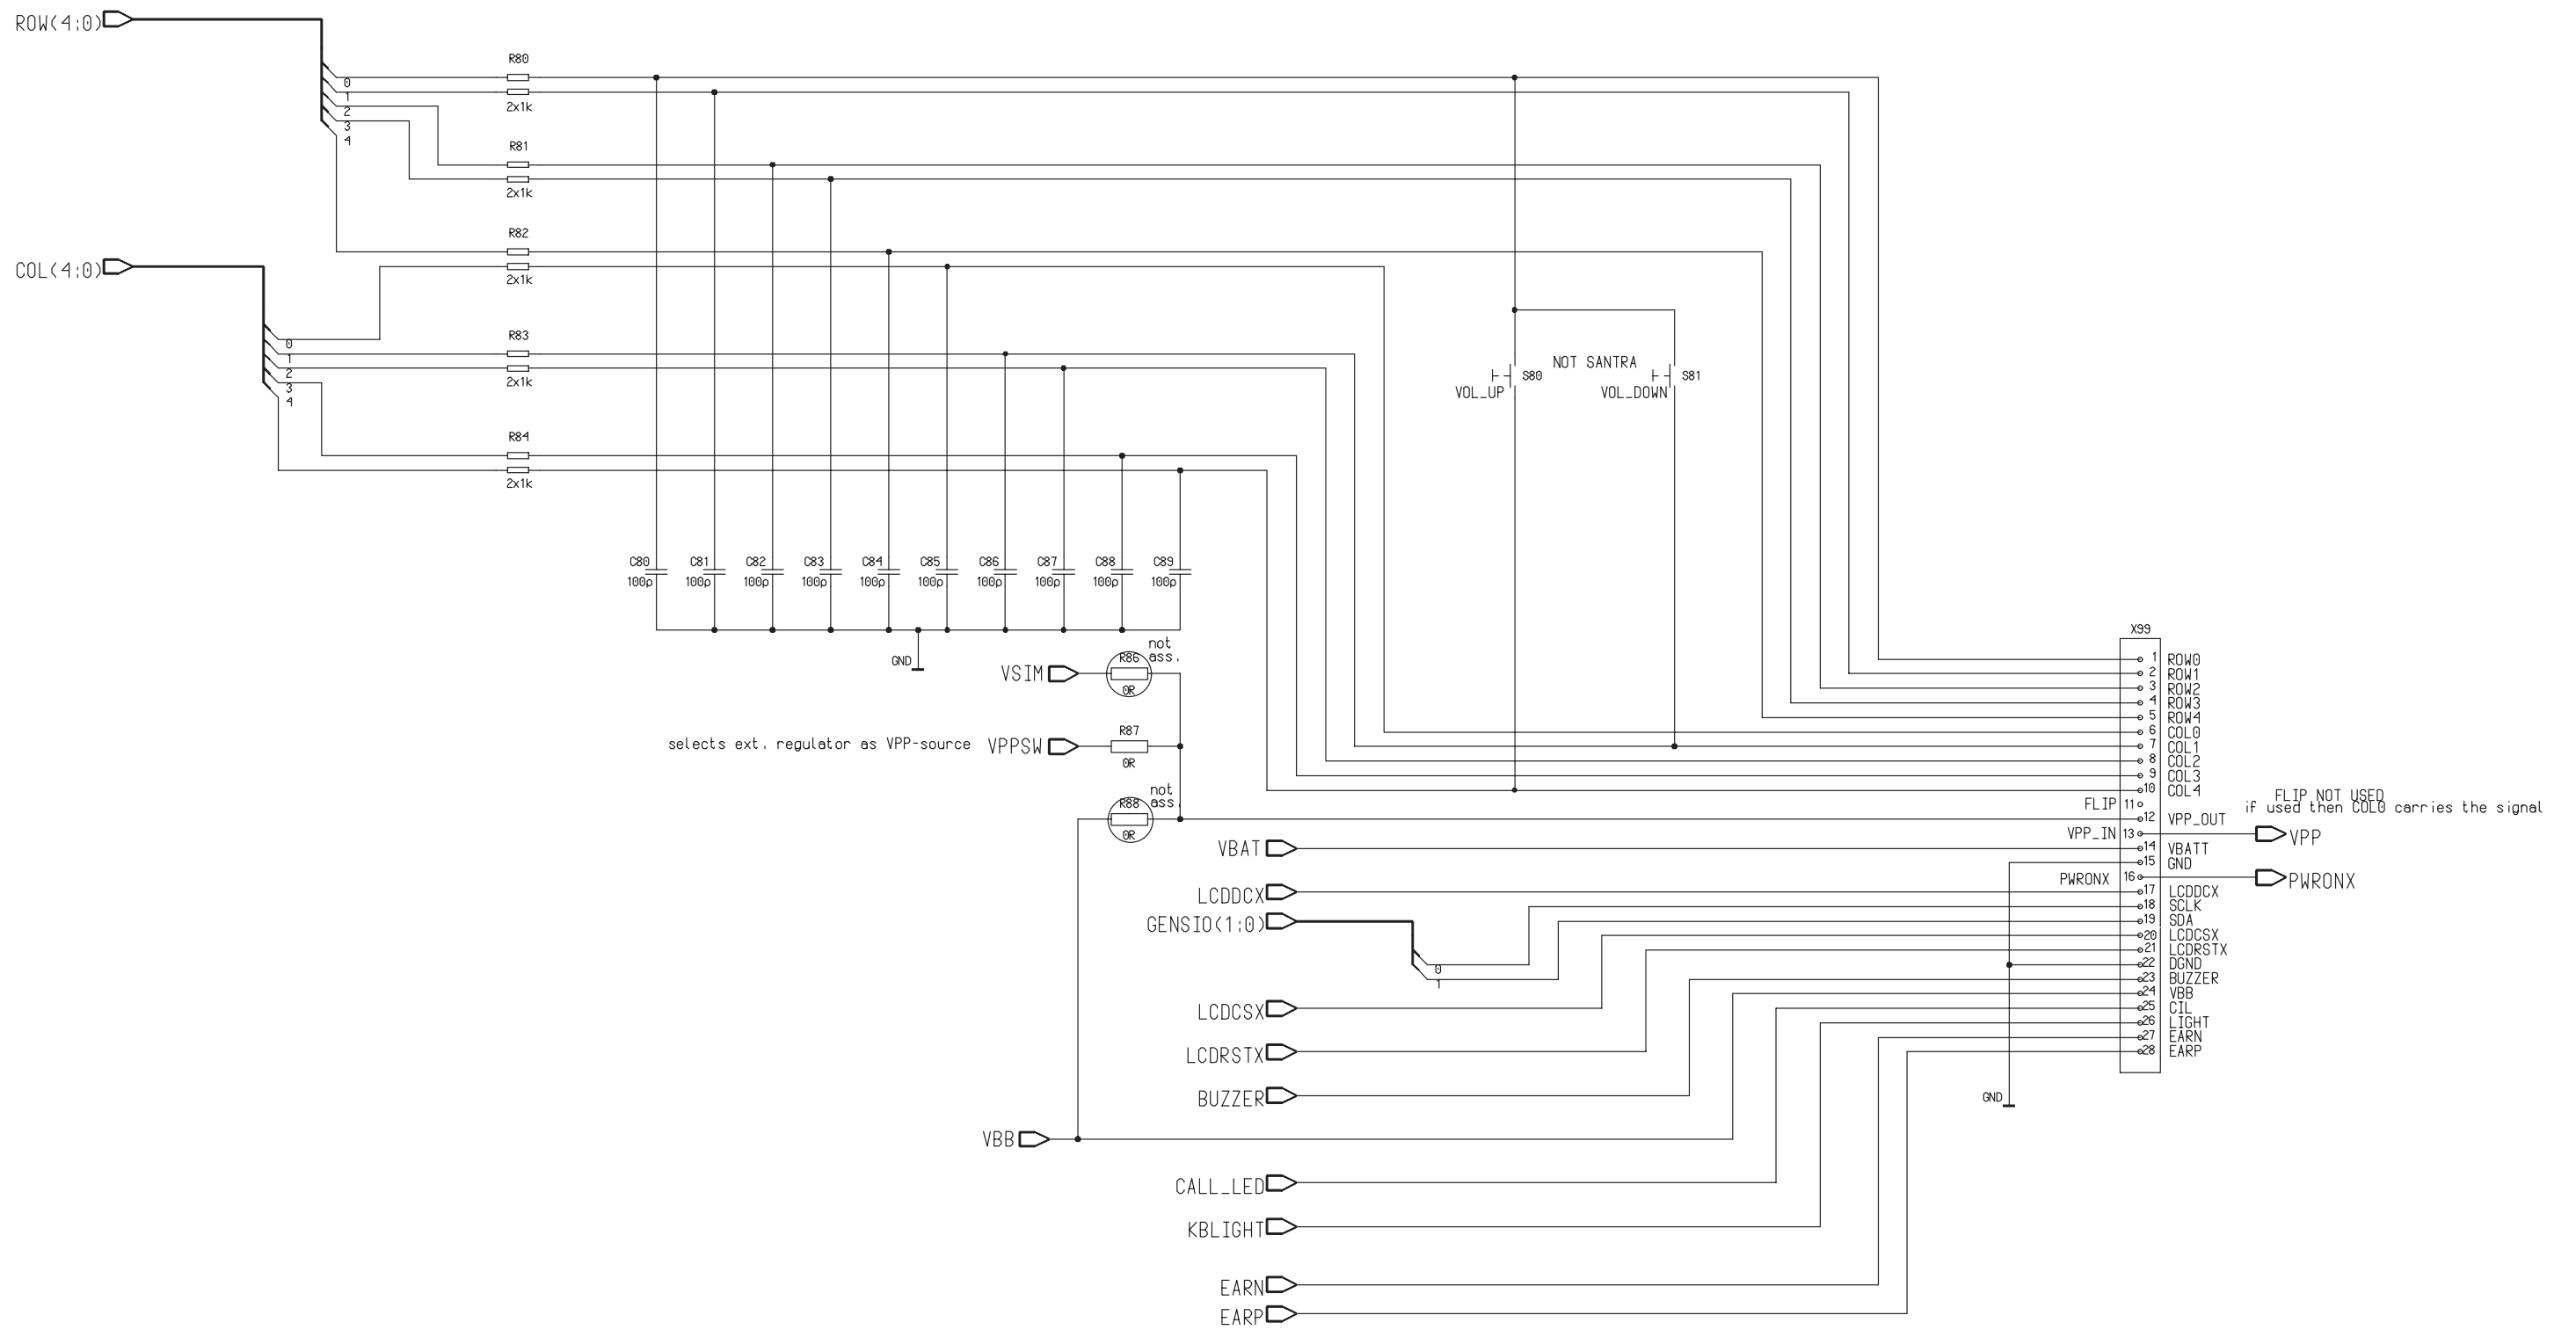 ROW(4:0)
R80
0
1
2x1k
2
3
4
R81
2x1k
R82
COL(4:0)
2x1k
R83
0
1
2
2x1k
3
4
R84
2x1k
NOT SANTRA
S80
S81
VOL_UP
VOL_DOWN
C80
C81
C82
C83
C84
C85
C86
C87
C88
C89
100p
100p
100p
100p
100p
100p
100p
100p
100p
100p
GND
not
ass.
VSIM
R86
0R
selects ext. regulator as VPP-source
VPPSW
R87
0R
not
ass.
R88
0R
X99
1 ROW0
2 ROW1
3 ROW2
4 ROW3
5 ROW4
6 COL0
7 COL1
8 COL2
9 COL3
10 COL4
FLIP 11
FLIP NOT USED
if used then COL0 carries the signal
12 VPP_OUT
VPP_IN 13
VPP
VBAT
14 VBATT
15 GND
PWRONX 16
PWRONX
LCDDCX
17 LCDDCX
18 SCLK
GENSIO(1:0)
19 SDA
20 LCDCSX
21 LCDRSTX
0
22 DGND
1
23 BUZZER
24 VBB
LCDCSX
25 CIL
26 LIGHT
27 EARN
LCDRSTX
28 EARP
BUZZER
GND
VBB
CALL_LED
KBLIGHT
EARN
EARP